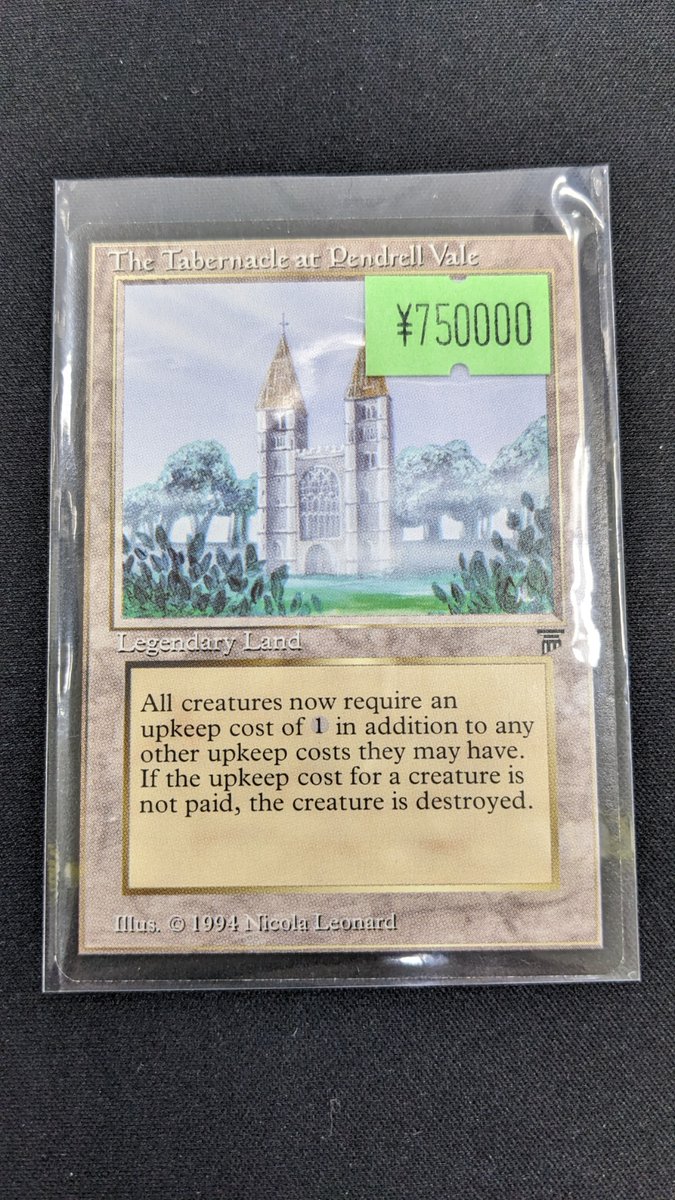 The Tabernacle at Pendrell Vale
¥750000
Legendary Land
All creatures now require an
upkeep cost of 1 in addition to any
other upkeep costs they may have.
If the upkeep cost for a creature is
not paid, the creature is destroyed.
Illus. © 1994 Nicola Leonard